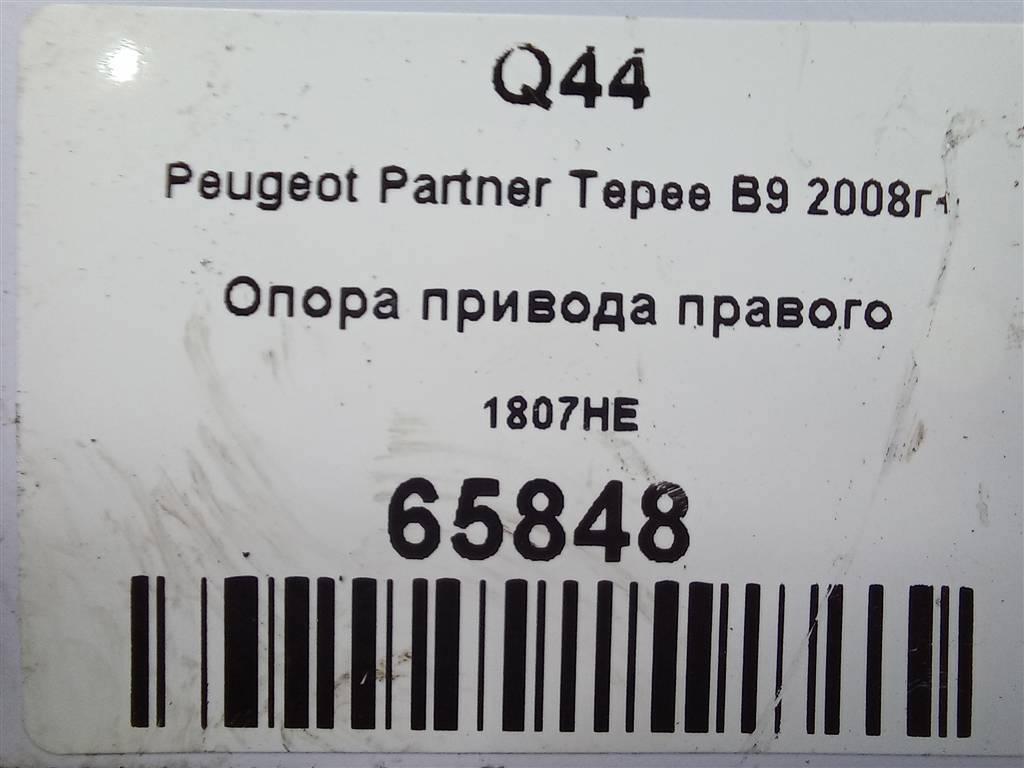 Q44
Peugeot Partner Tepee B9 2008г-
Опора привода правого
1807HE
65848